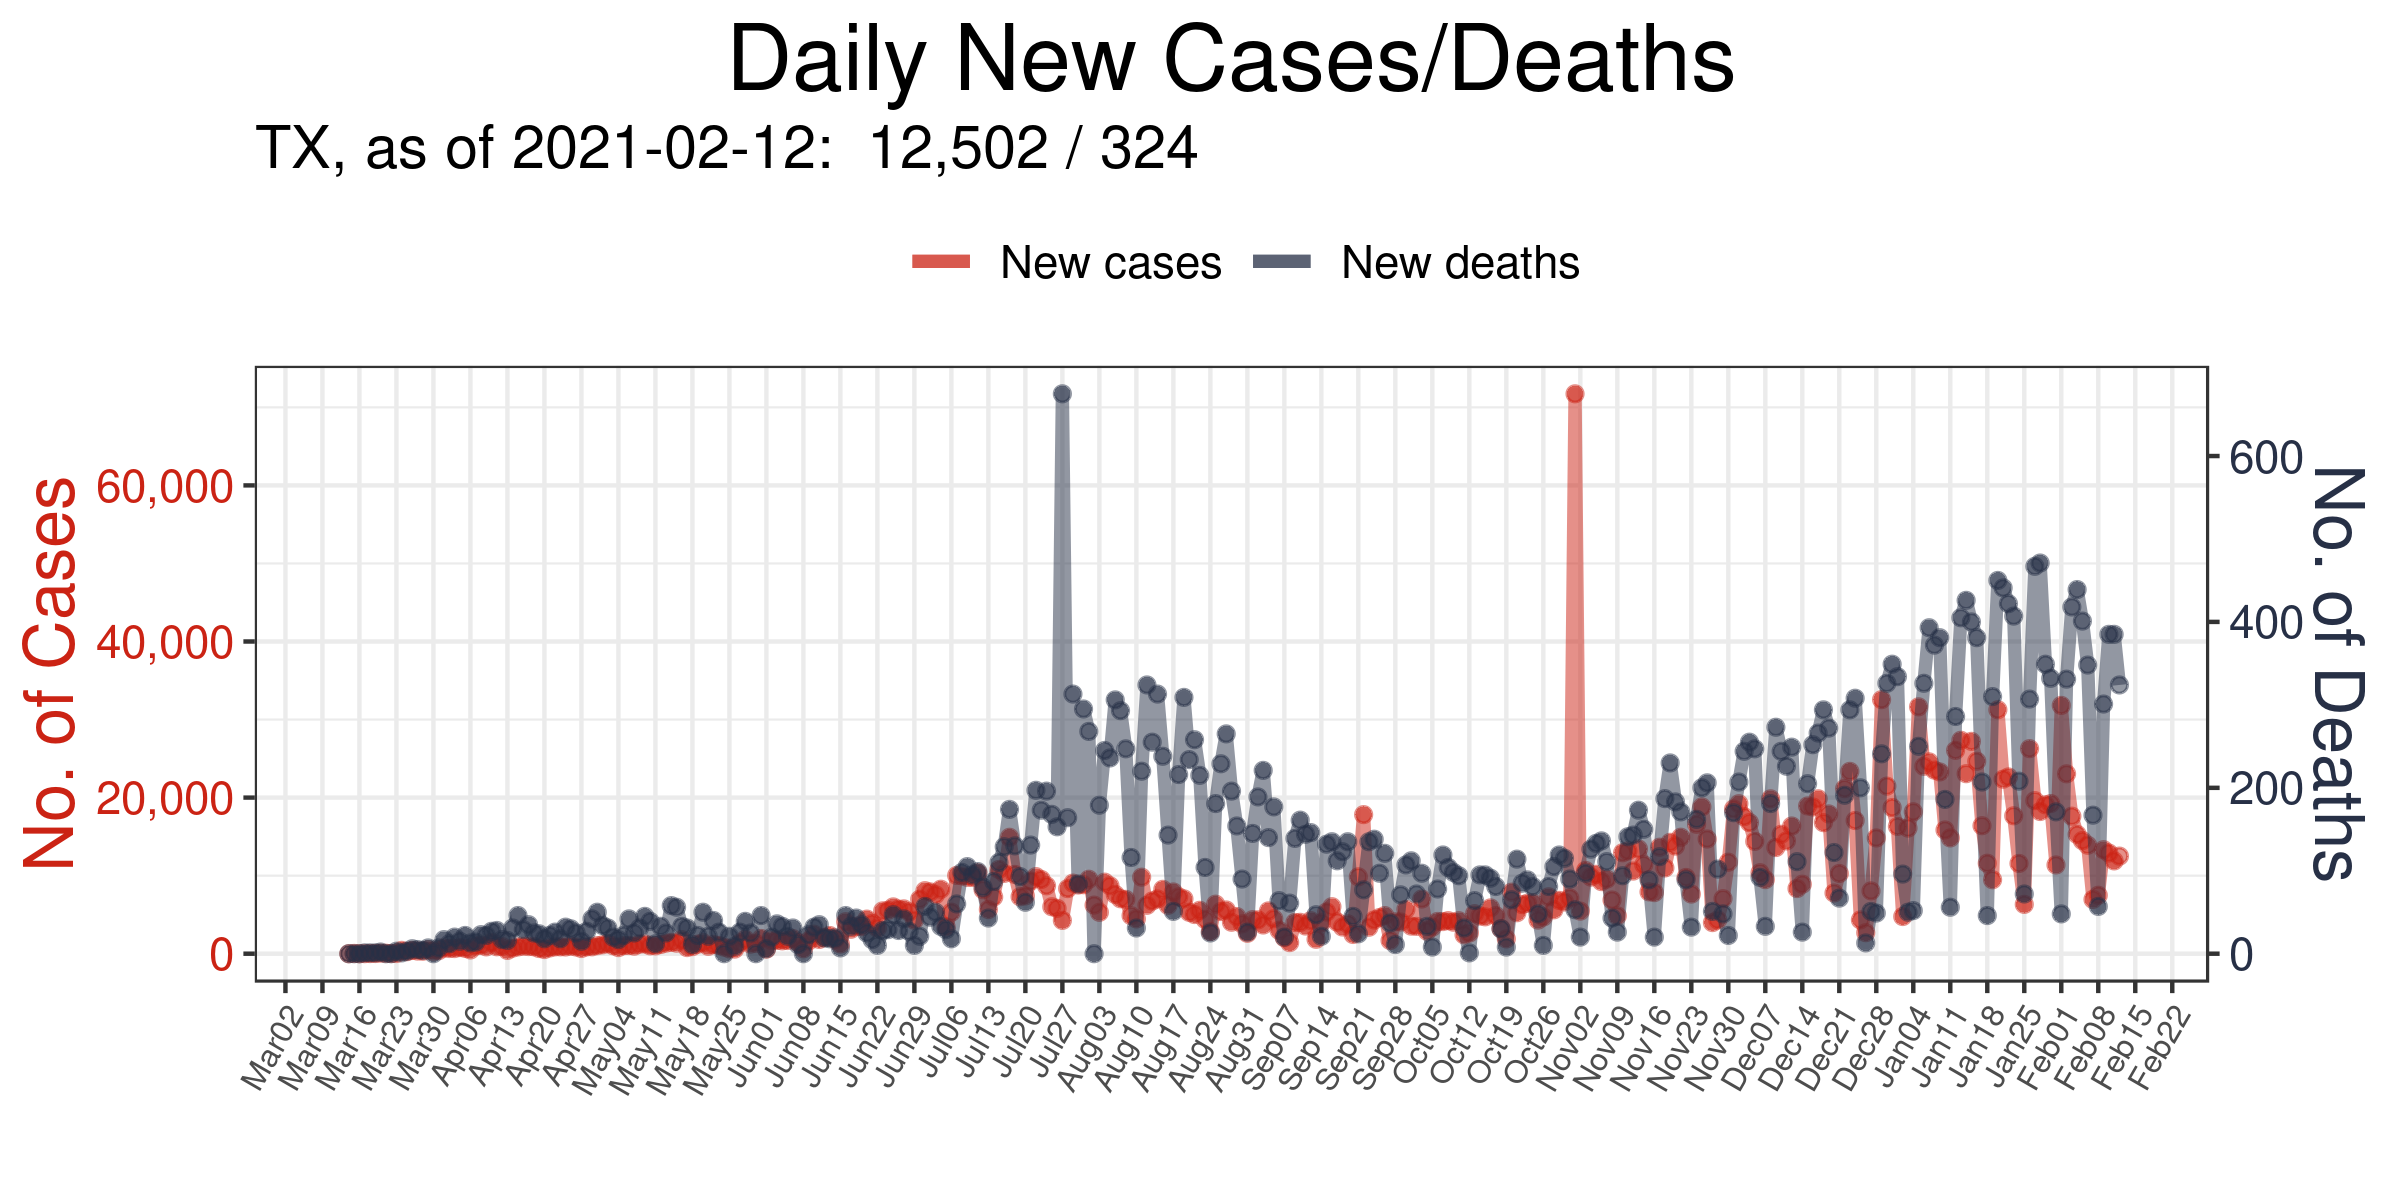 Daily New Cases/Deaths
TX, as of 2021-02-12: 12,502 / 324
New cases
New deaths
No. of Cases
60,000
40,000
20,000
0
600
400
200
0
No. of Deaths
Mar02
Mar09
Mar16
Mar23
Mar30
Apr06
Apr13
Apr20
Apr27
May04
May11
May18
May25
Jun01
Jun08
Jun15
Jun22
Jun29
Jul06
Jul13
Jul20
Jul27
Aug03
Aug10
Aug17
Aug24
Aug31
Sep07
Sep14
Sep21
Sep28
Oct05
Oct12
Oct19
Oct26
Nov02
Nov09
Nov16
Nov23
Nov30
Dec07
Dec14
Dec21
Dec28
Jan04
Jan11
Jan18
Jan25
Feb01
Feb08
Feb15
Feb22